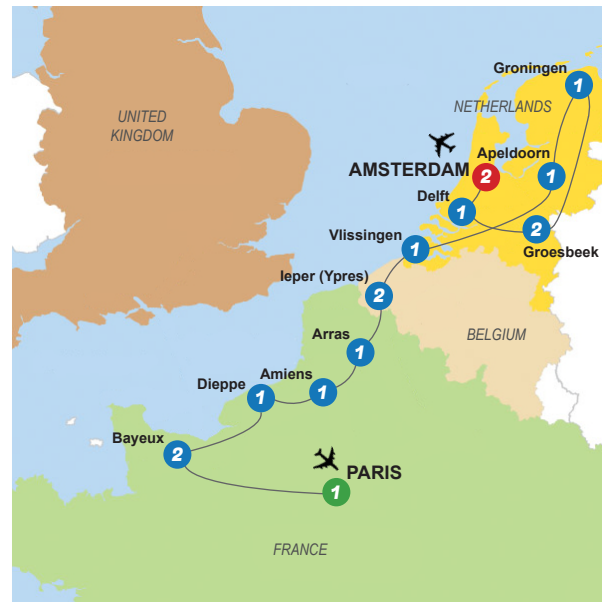 Groningen
1
UNITED
KINGDOM
NETHERLANDS
AMSTERDAM
2
Apeldoorn
1
Delft
1
Vlissingen
1
2
Groesbeek
Ieper (Ypres)
2
Arras
1
BELGIUM
Amiens
1
Dieppe
1
Bayeux
2
PARIS
1
FRANCE